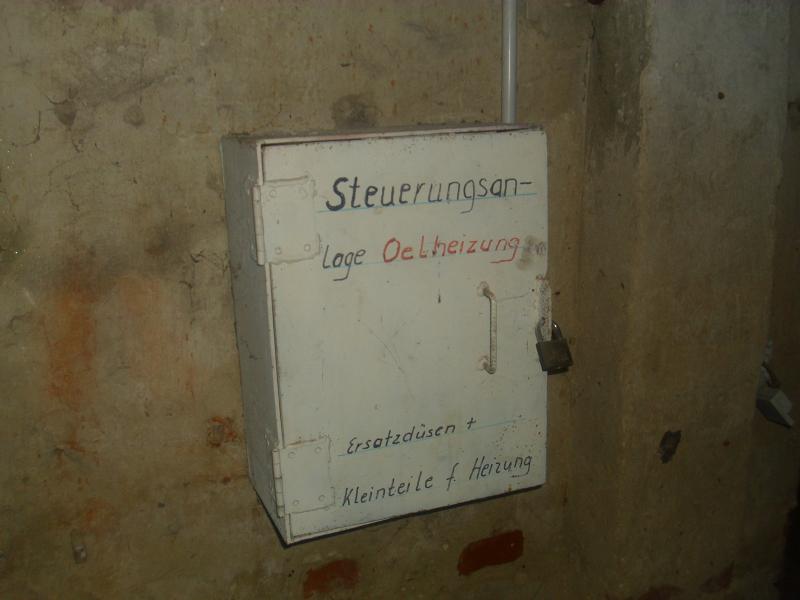 Steuerungsan-
lage Oelheizung
Ersatzdüsen +
Kleinteile f. Heizung